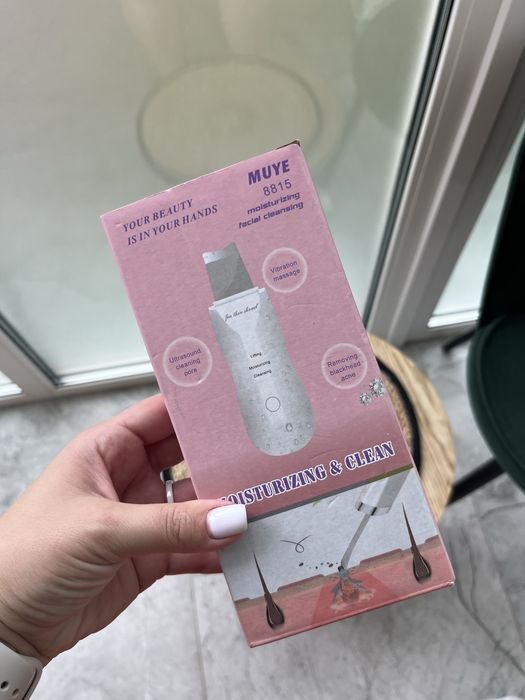 MUYE
8815
moisturizing
facial cleansing
YOUR BEAUTY
IS IN YOUR HANDS
Vibration
massage
Lifting
Moisturizing
Cleansing
Ultrasound
cleaning
pore
Removing
blackhead
acne
MOISTURIZING & CLEAN